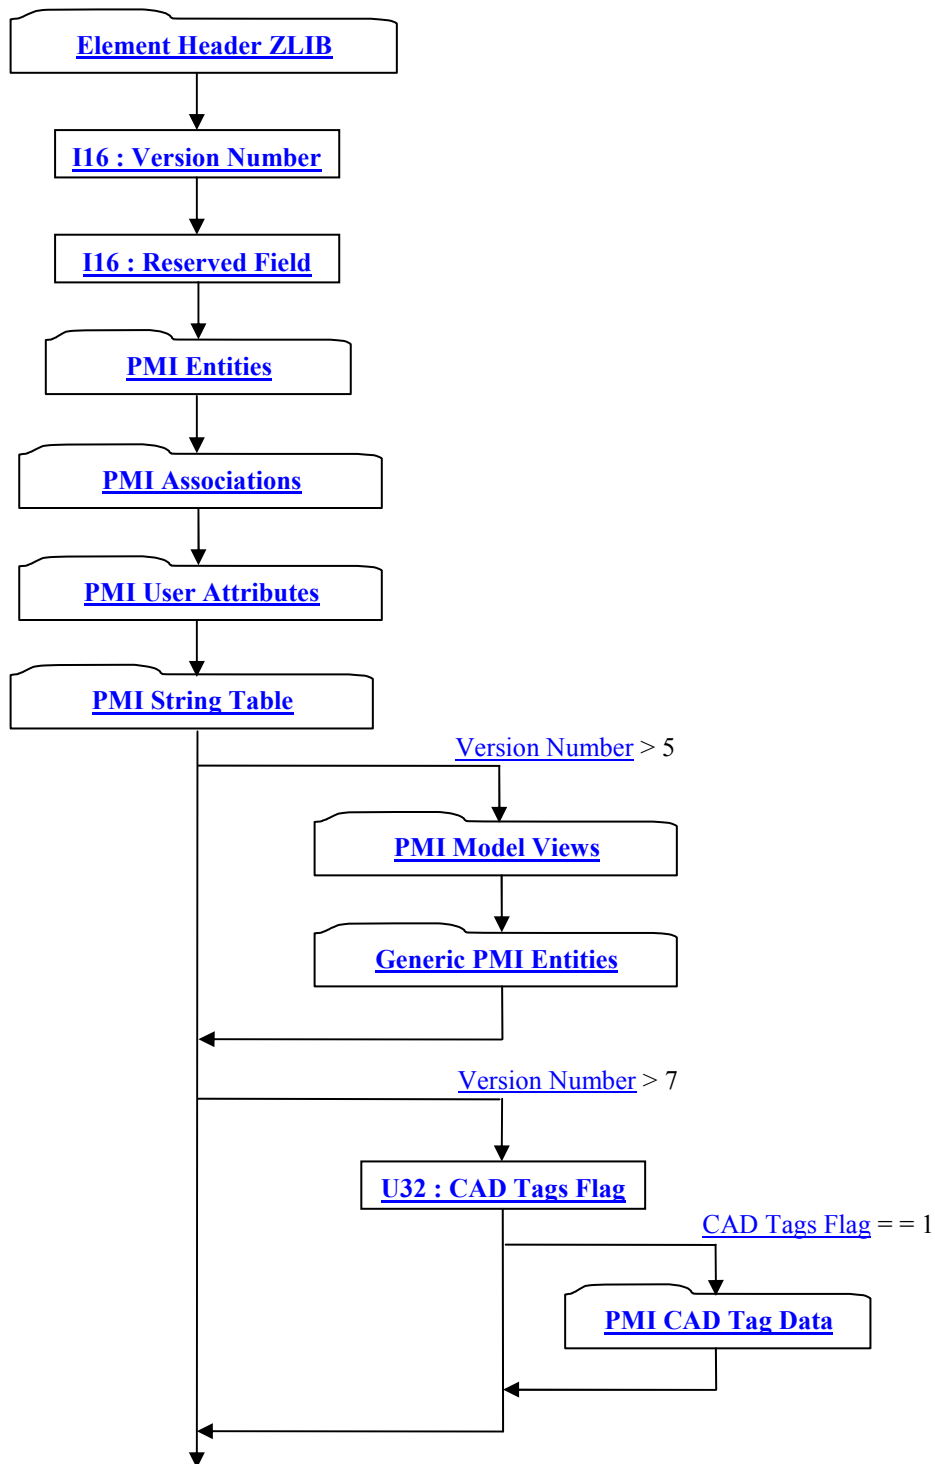 Element Header ZLIB
I16 : Version Number
I16 : Reserved Field
PMI Entities
PMI Associations
PMI User Attributes
PMI String Table
Version Number > 5
PMI Model Views
Generic PMI Entities
Version Number > 7
U32 : CAD Tags Flag
CAD Tags Flag = = 1
PMI CAD Tag Data